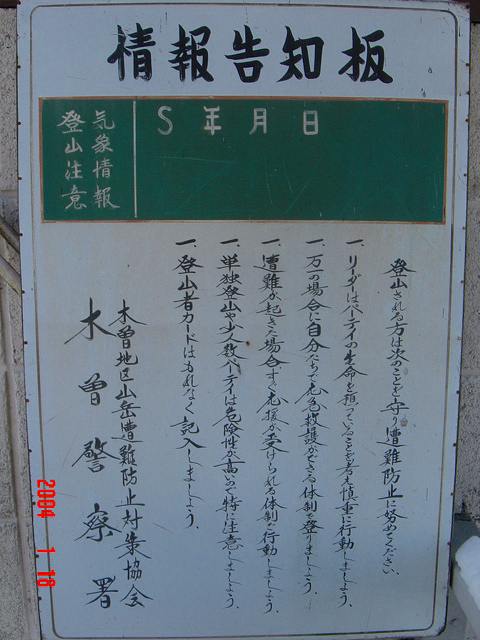 情報告知板
気象情報
登山注意
S 年 月 日
登山される方は次のことを守り遭難防止に努めてください。
一、リーダーはパーティの生命を預っていることを考え慎重に行動しましょう。
一、万一の場合に自分たちで応急救護ができる体制で登りましょう。
一、遭難が起きた場合すぐ応援が受けられる体制で行動しましょう。
一、単独登山や少人数パーティは危険性が高いので特に注意しましょう。
一、登山者カードはもれなく記入しましょう。
木曽地区山岳遭難防止対策協会
木曽警察署
2004 1 16